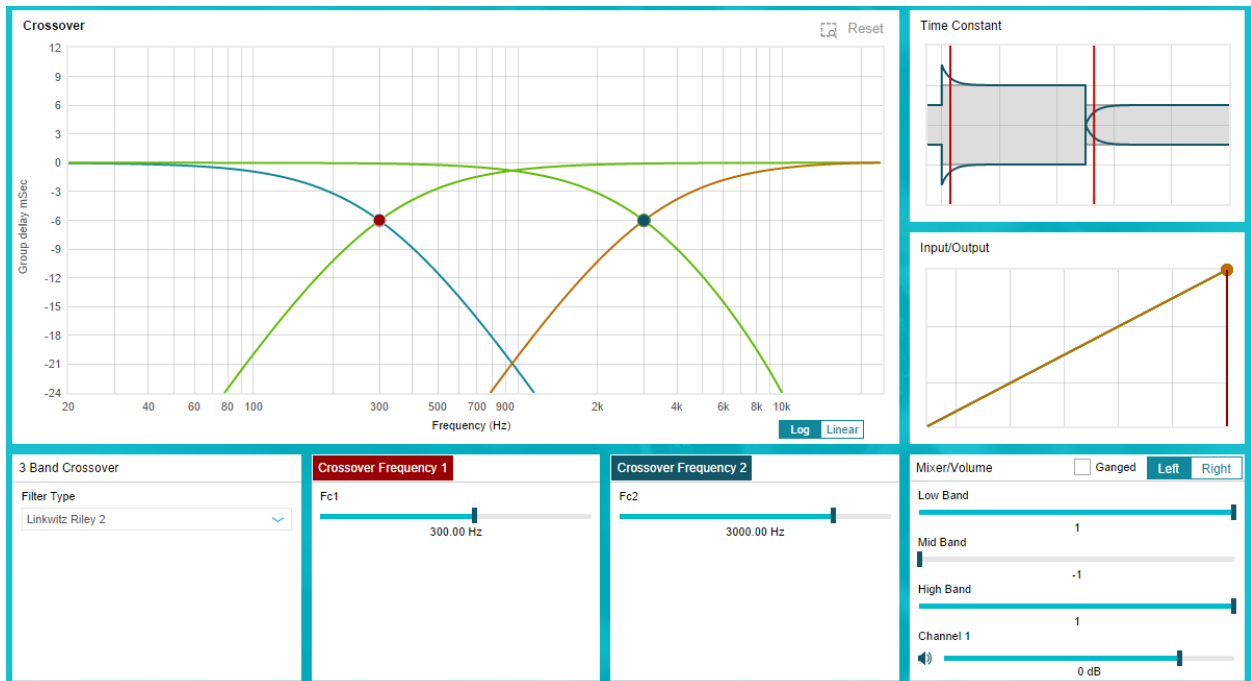 Crossover
Reset
Group delay mSec
12
9
6
3
0
-3
-6
-9
-12
-15
-18
-21
-24
20 40 60 80 100 300 500 700 900 2k 4k 6k 8k 10k
Frequency (Hz)
Log Linear
Time Constant
Input/Output
3 Band Crossover
Filter Type
Linkwitz Riley 2
Crossover Frequency 1
Fc1
300.00 Hz
Crossover Frequency 2
Fc2
3000.00 Hz
Mixer/Volume Ganged Left Right
Low Band
1
Mid Band
-1
High Band
1
Channel 1
0 dB